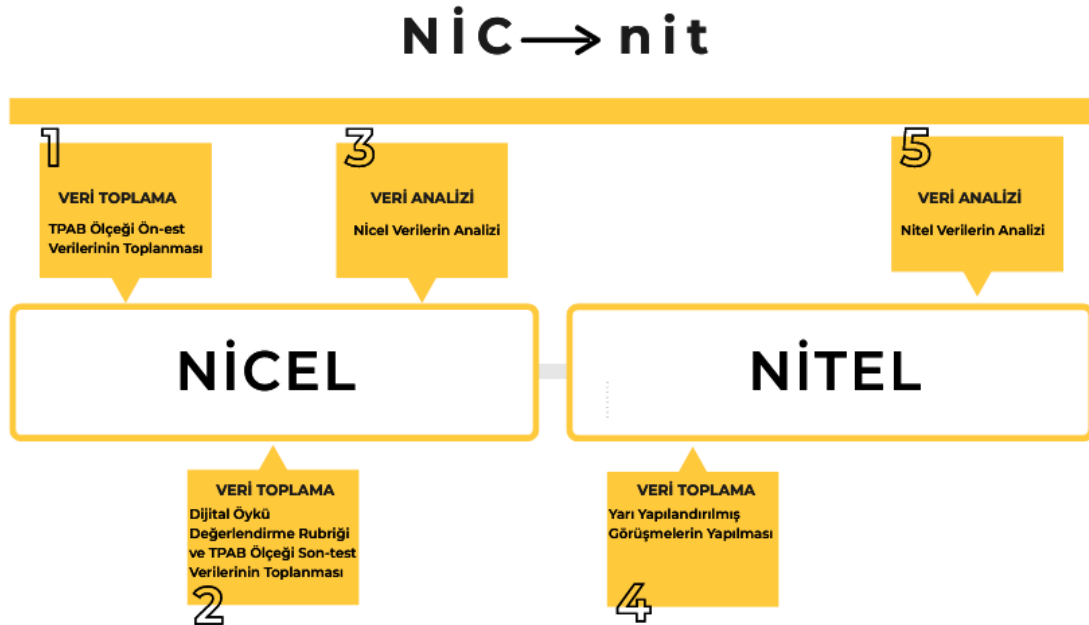 NİC → nit
1
VERİ TOPLAMA
TPAB Ölçeği Ön-est
Verilerinin Toplanması
3
VERİ ANALİZİ
Nicel Verilerin Analizi
5
VERİ ANALİZİ
Nitel Verilerin Analizi
NİCEL
NİTEL
VERİ TOPLAMA
Dijital Öykü
Değerlendirme Rubriği
ve TPAB Ölçeği Son-test
Verilerinin Toplanması
2
VERİ TOPLAMA
Yarı Yapılandırılmış
Görüşmelerin Yapılması
4